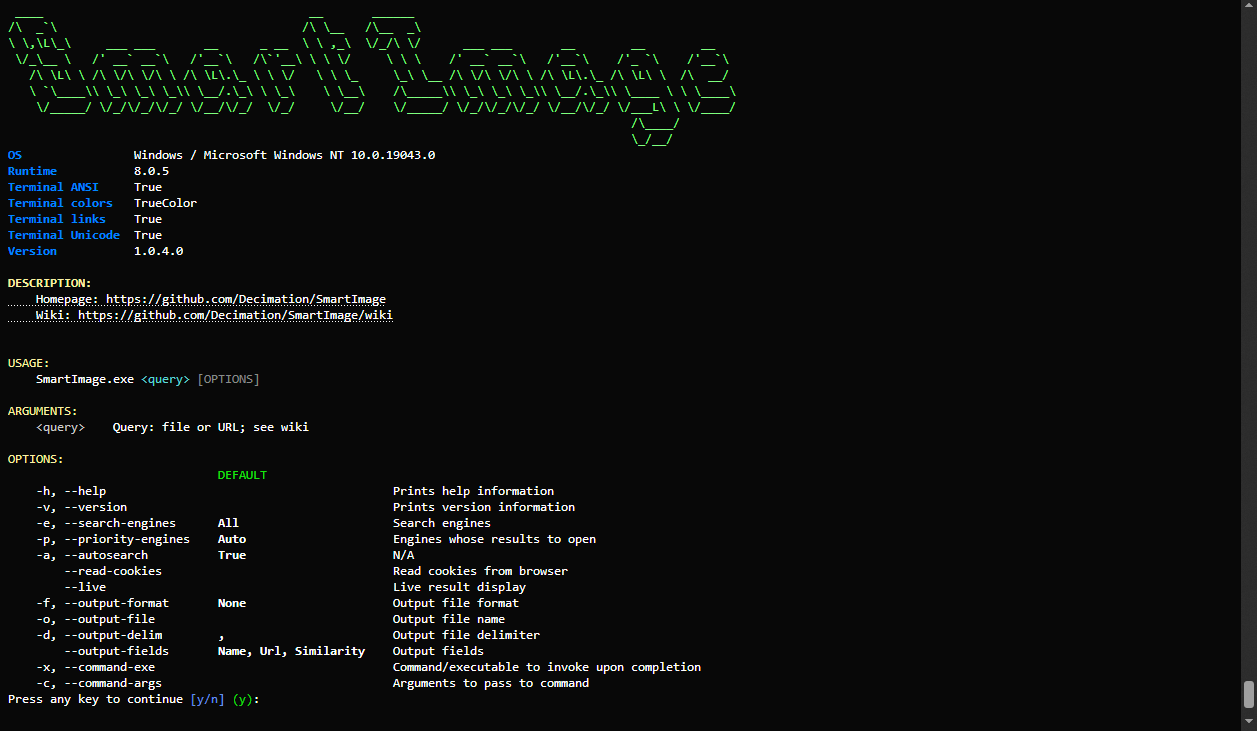 Smart Image
OS Windows / Microsoft Windows NT 10.0.19043.0
Runtime 8.0.5
Terminal ANSI True
Terminal colors TrueColor
Terminal links True
Terminal Unicode True
Version 1.0.4.0
DESCRIPTION:
Homepage: https://github.com/Decimation/SmartImage
Wiki: https://github.com/Decimation/SmartImage/wiki
USAGE:
SmartImage.exe <query> [OPTIONS]
ARGUMENTS:
<query> Query: file or URL; see wiki
OPTIONS:
DEFAULT
-h, --help Prints help information
-v, --version Prints version information
-e, --search-engines All Search engines
-p, --priority-engines Auto Engines whose results to open
-a, --autosearch True N/A
--read-cookies Read cookies from browser
--live Live result display
-f, --output-format None Output file format
-o, --output-file Output file name
-d, --output-delim , Output file delimiter
--output-fields Name, Url, Similarity Output fields
-x, --command-exe Command/executable to invoke upon completion
-c, --command-args Arguments to pass to command
Press any key to continue [y/n] (y):